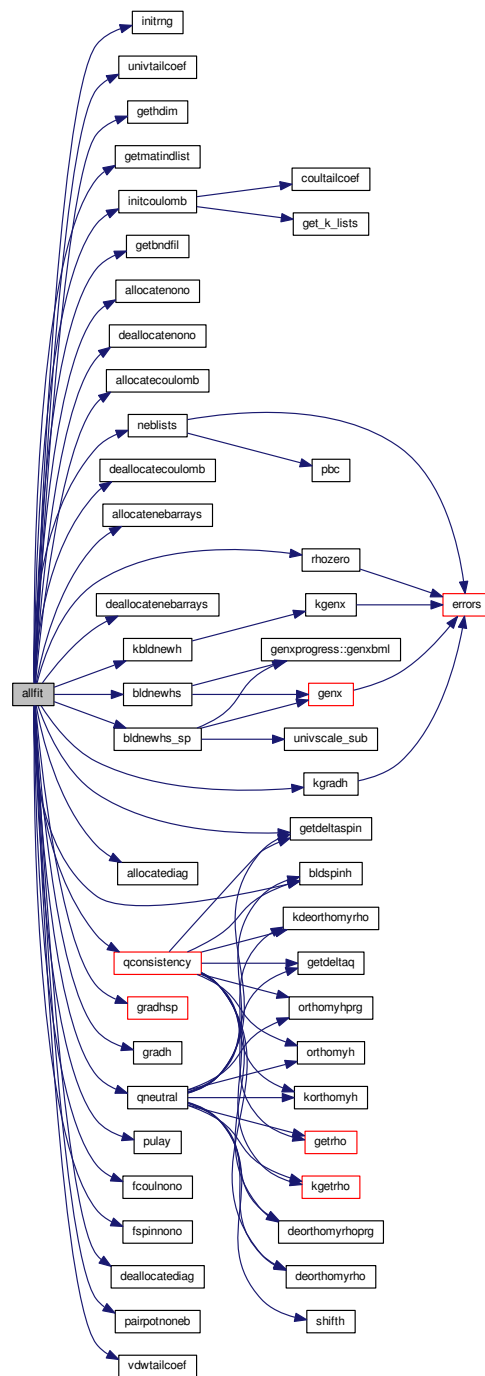 initrng
univtailcoef
gethdim
getmatindlist
coultailcoef
initcoulomb
get_k_lists
getbndfil
allocatenono
deallocatenono
allocatecoulomb
neblists
pbc
deallocatecoulomb
allocatenebarrays
rhozero
errors
deallocatenebarrays
kgenx
kbldnewh
genxprogress::genxbml
allfit
bldnewhs
genx
bldnewhs_sp
univscale_sub
kgradh
getdeltaspin
allocatediag
bldspinh
kdeorthomyrho
qconsistency
getdeltaq
gradhsp
orthomyhprg
gradh
orthomyh
qneutral
korthomyh
pulay
getrho
fcoulnono
kgetrho
fspinnono
deorthomyrhoprg
deallocatediag
deorthomyrho
pairpotnoneb
shifth
vdwtailcoef